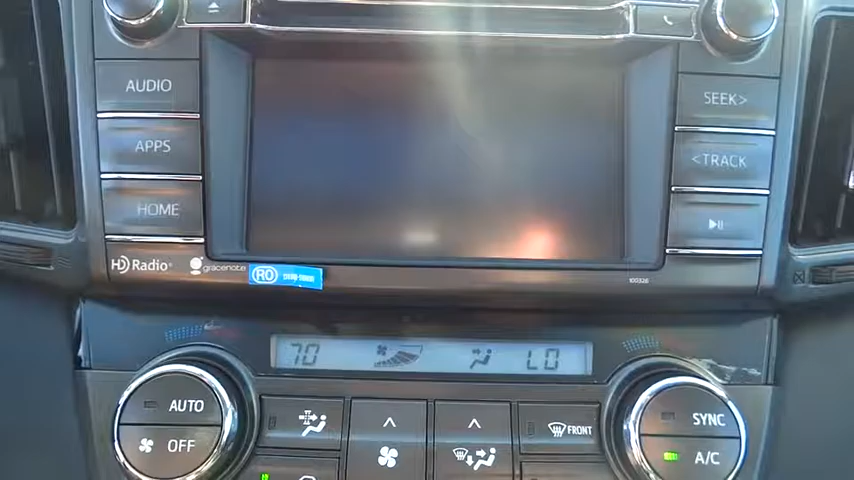 AUDIO
SEEK>
APPS
<TRACK
HOME
HD Radio
gracenote
RO
100326
70
LO
AUTO
OFF
FRONT
SYNC
A/C